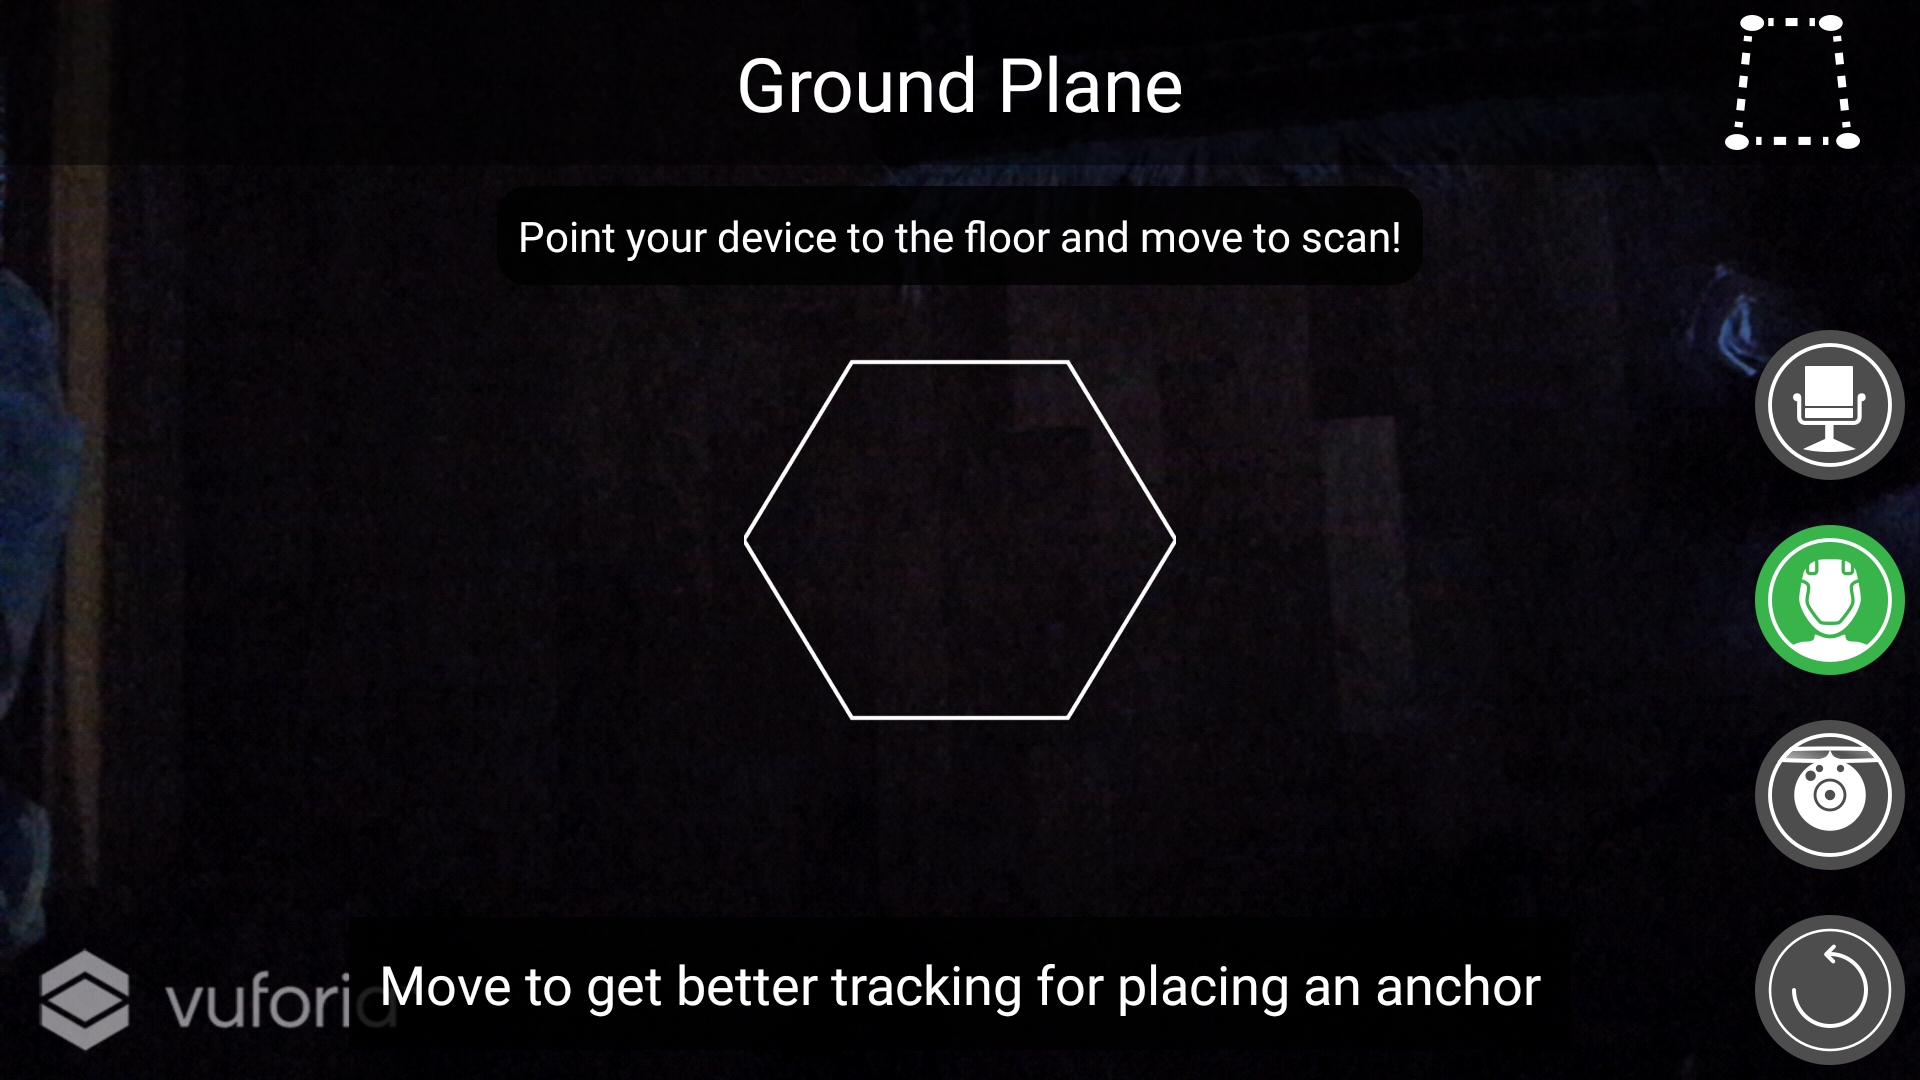 Ground Plane
Point your device to the floor and move to scan!
Move to get better tracking for placing an anchor
vuforia